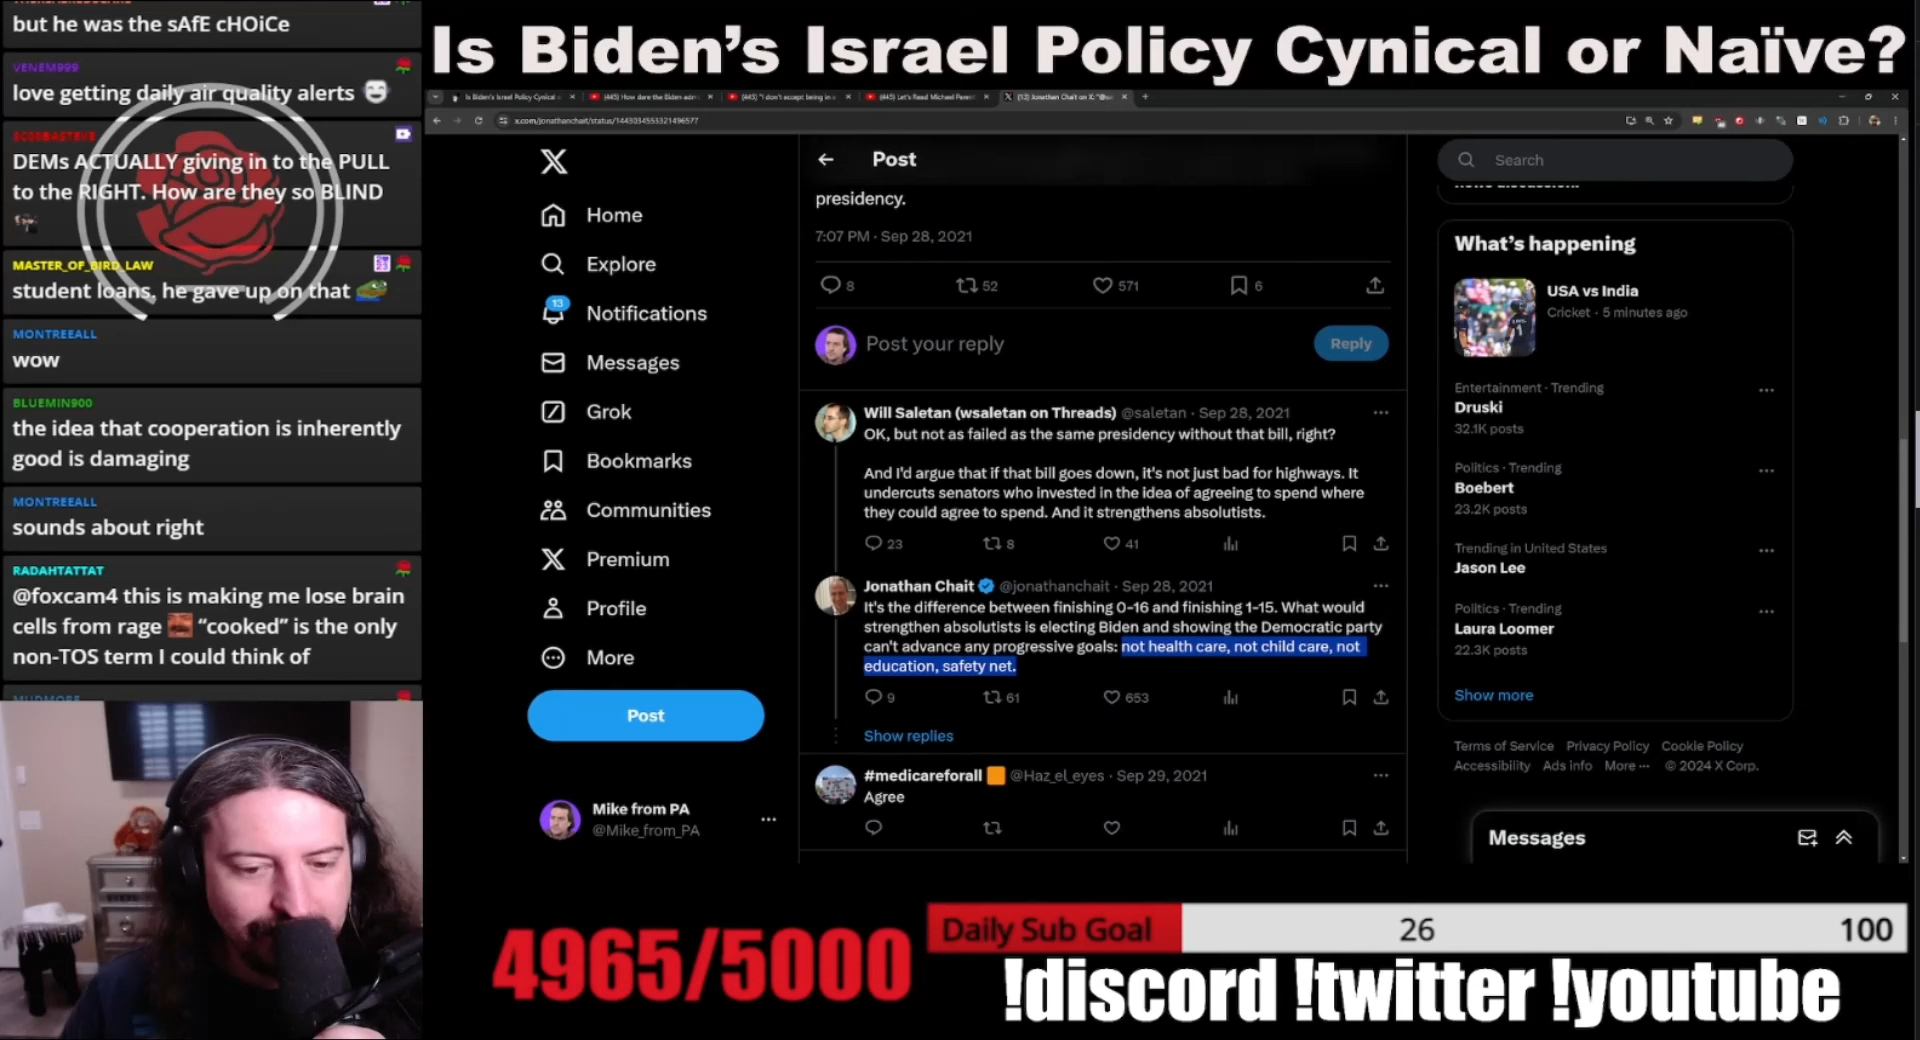 but he was the sAfE cHOiCe
VENEM999
love getting daily air quality alerts
DEMs ACTUALLY giving in to the PULL
to the RIGHT. How are they so BLIND
MASTER_OF_BIRD_LAW
student loans, he gave up on that
MONTREEALL
wow
BLUEMIN900
the idea that cooperation is inherently
good is damaging
MONTREEALL
sounds about right
RADAHTATTAT
@foxcam4 this is making me lose brain
cells from rage “cooked” is the only
non-TOS term I could think of
Is Biden’s Israel Policy Cynical or Naïve?
x.com/jonathanchait/status/1443034553321496577
Home
Explore
13
Notifications
Messages
Grok
Bookmarks
Communities
Premium
Profile
More
Post
Mike from PA
@Mike_from_PA
Post
presidency.
7:07 PM · Sep 28, 2021
8 52 571 6
Post your reply
Reply
Will Saletan (wsaletan on Threads) @saletan · Sep 28, 2021
OK, but not as failed as the same presidency without that bill, right?
And I'd argue that if that bill goes down, it's not just bad for highways. It
undercuts senators who invested in the idea of agreeing to spend where
they could agree to spend. And it strengthens absolutists.
23 8 41
Jonathan Chait @jonathanchait · Sep 28, 2021
It's the difference between finishing 0-16 and finishing 1-15. What would
strengthen absolutists is electing Biden and showing the Democratic party
can't advance any progressive goals: not health care, not child care, not
education, safety net.
9 61 653
Show replies
#medicareforall @Haz_el_eyes · Sep 29, 2021
Agree
Search
What’s happening
USA vs India
Cricket · 5 minutes ago
Entertainment · Trending
Druski
32.1K posts
Politics · Trending
Boebert
23.2K posts
Trending in United States
Jason Lee
Politics · Trending
Laura Loomer
22.3K posts
Show more
Terms of Service Privacy Policy Cookie Policy
Accessibility Ads info More ··· © 2024 X Corp.
Messages
4965/5000
Daily Sub Goal 26 100
!discord !twitter !youtube